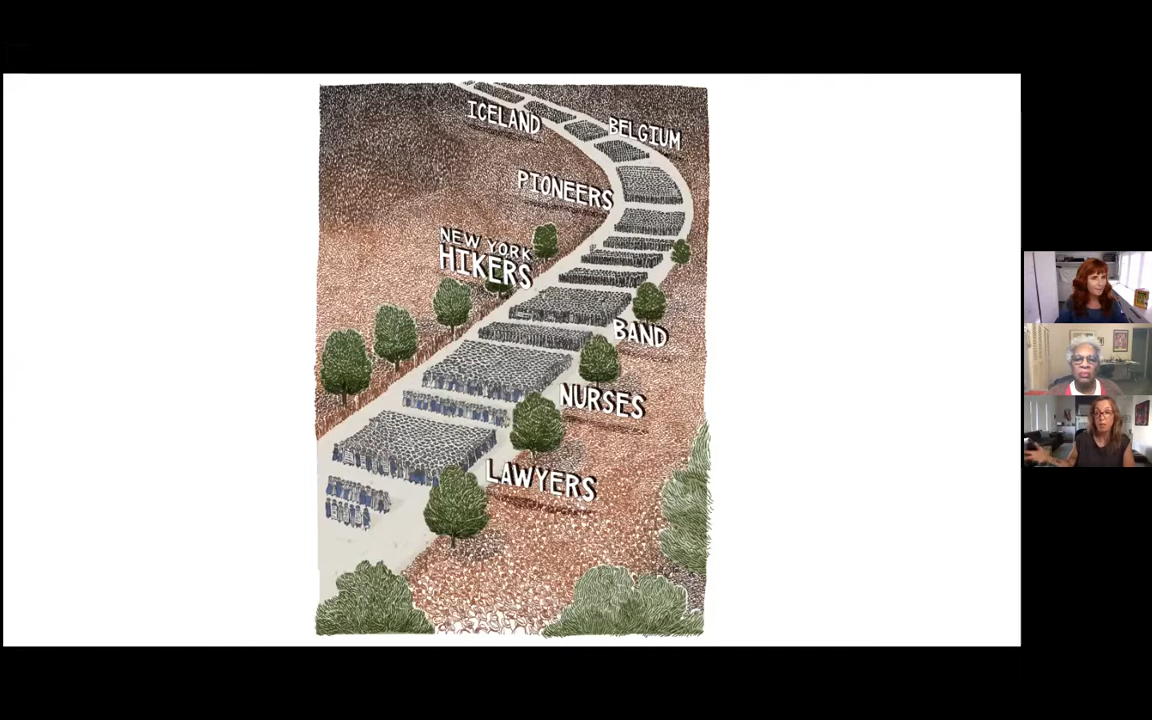 ICELAND
BELGIUM
PIONEERS
NEW YORK
HIKERS
BAND
NURSES
LAWYERS